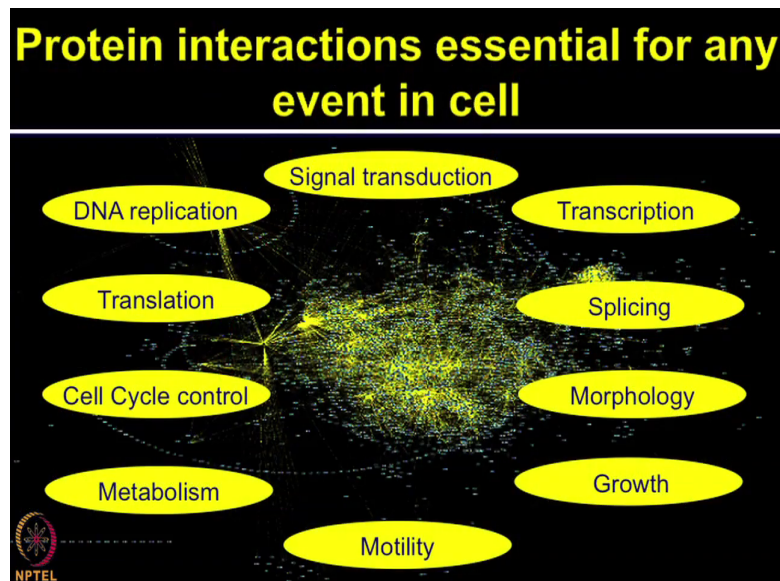 Protein interactions essential for any
event in cell
Signal transduction
DNA replication
Transcription
Translation
Splicing
Cell Cycle control
Morphology
Metabolism
Growth
Motility
NPTEL